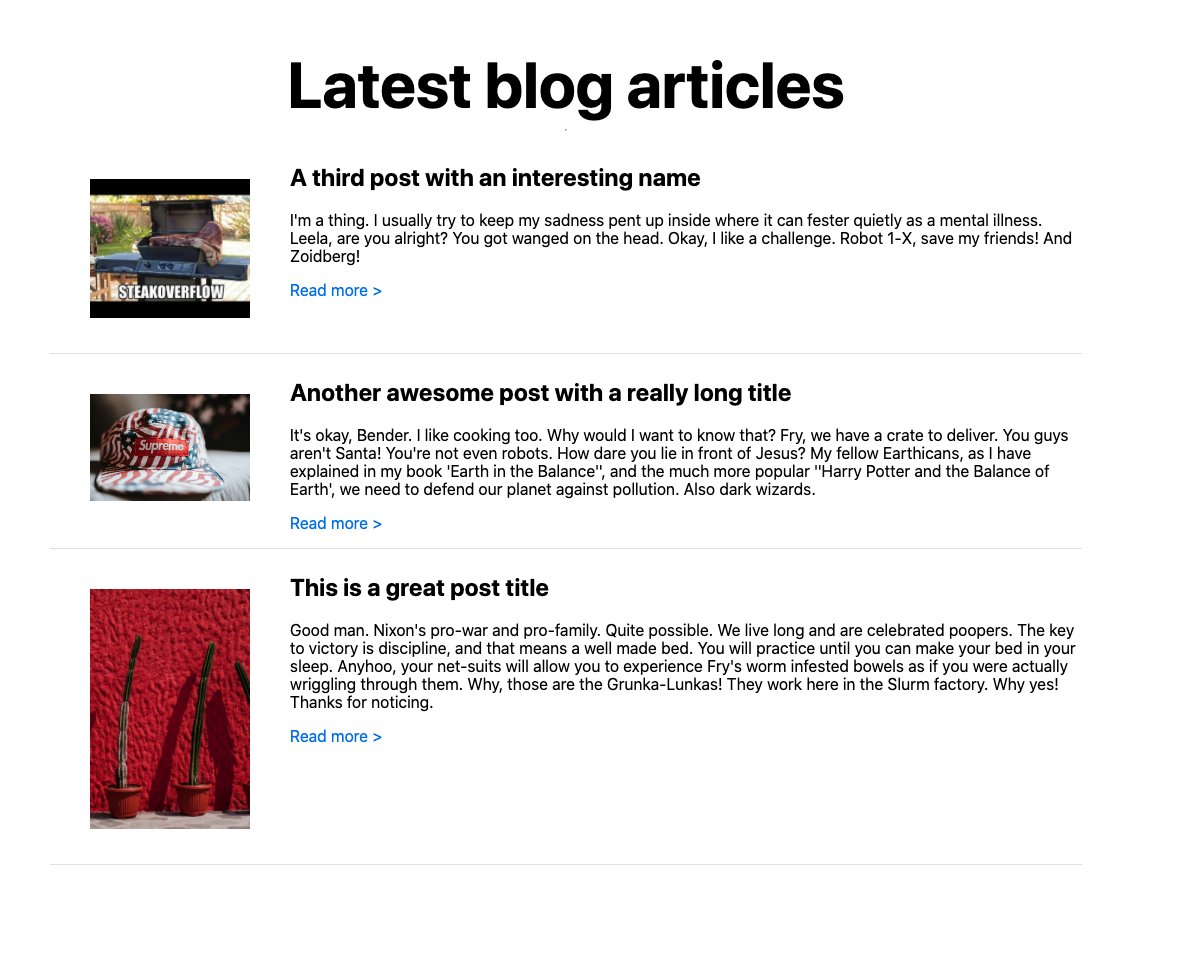 Latest blog articles
A third post with an interesting name
I'm a thing. I usually try to keep my sadness pent up inside where it can fester quietly as a mental illness.
Leela, are you alright? You got wanged on the head. Okay, I like a challenge. Robot 1-X, save my friends! And
Zoidberg!
STEAKOVERFLOW
Read more >
Another awesome post with a really long title
It's okay, Bender. I like cooking too. Why would I want to know that? Fry, we have a crate to deliver. You guys
aren't Santa! You're not even robots. How dare you lie in front of Jesus? My fellow Earthicans, as I have
Supreme
explained in my book 'Earth in the Balance'', and the much more popular ''Harry Potter and the Balance of
Earth', we need to defend our planet against pollution. Also dark wizards.
Read more >
This is a great post title
Good man. Nixon's pro-war and pro-family. Quite possible. We live long and are celebrated poopers. The key
to victory is discipline, and that means a well made bed. You will practice until you can make your bed in your
sleep. Anyhoo, your net-suits will allow you to experience Fry's worm infested bowels as if you were actually
wriggling through them. Why, those are the Grunka-Lunkas! They work here in the Slurm factory. Why yes!
Thanks for noticing.
Read more >